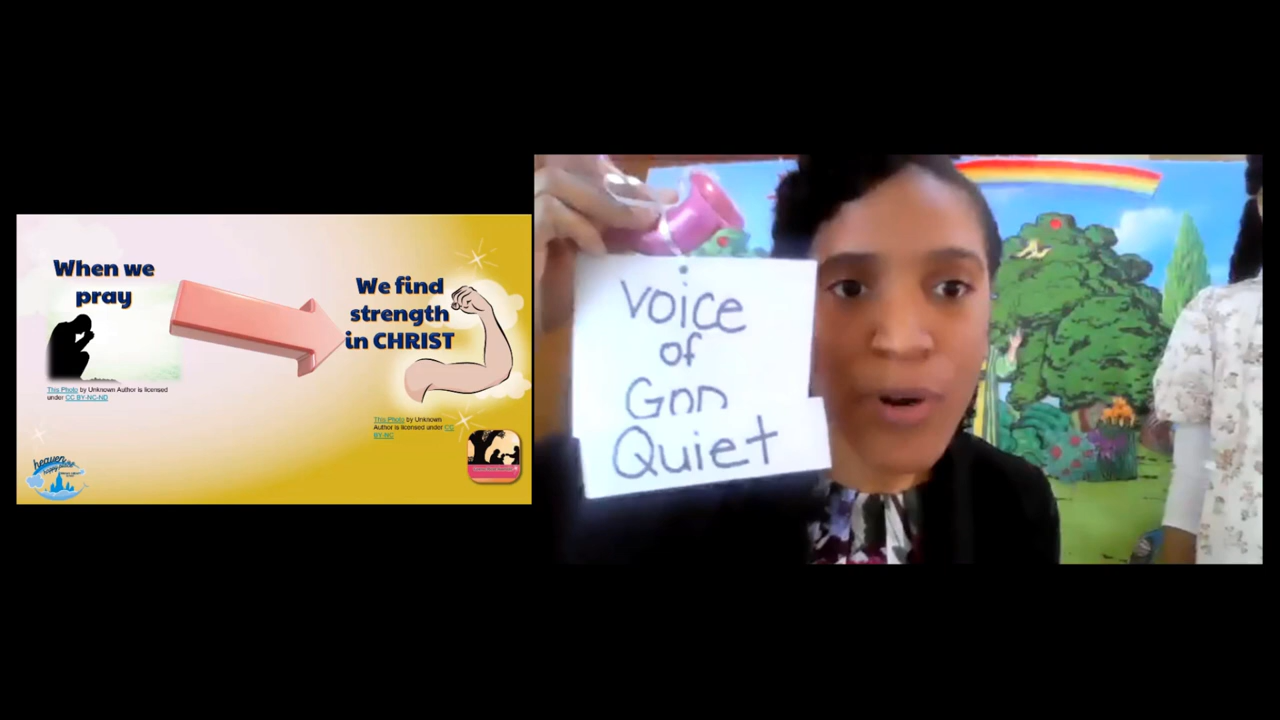 When we
pray
This Photo by Unknown Author is licensed
under CC BY-NC-ND
We find
strength
in CHRIST
This Photo by Unknown
Author is licensed under CC
BY-NC
heaven
voice
of
God
Quiet